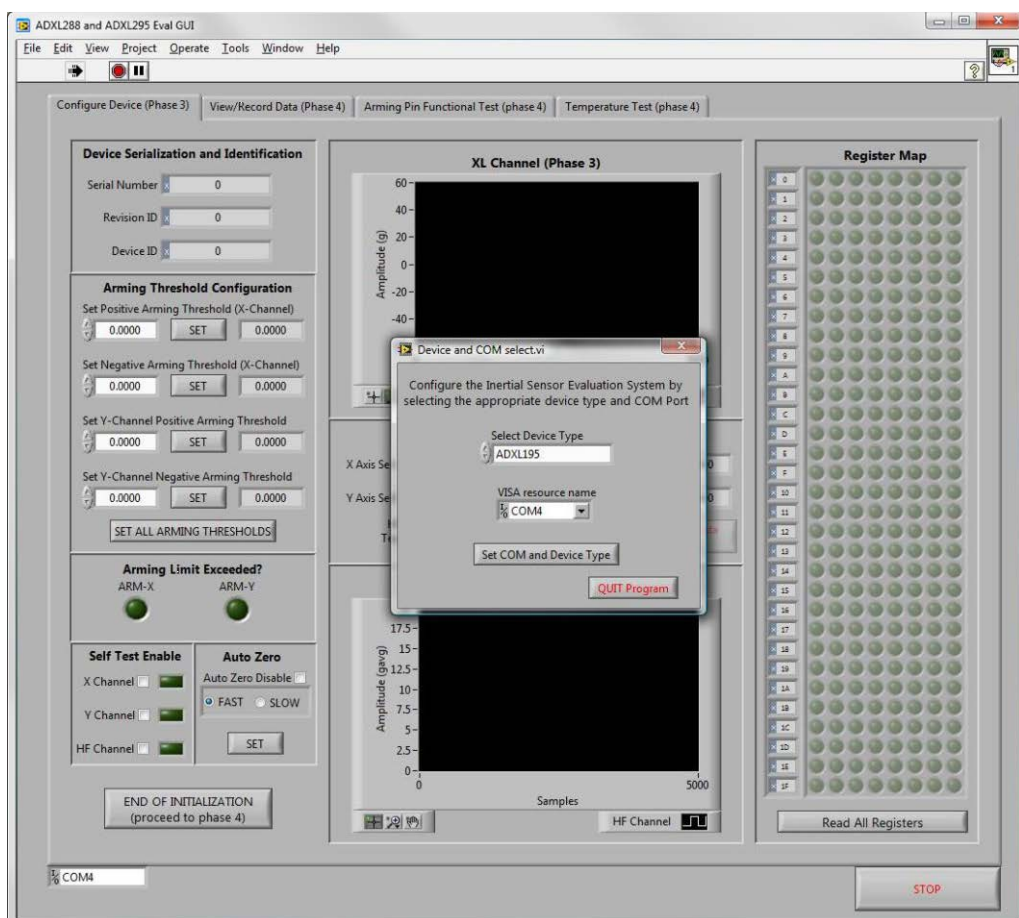 ADXL288 and ADXL295 Eval GUI
File Edit View Project Operate Tools Window Help
Configure Device (Phase 3) View/Record Data (Phase 4) Arming Pin Functional Test (phase 4) Temperature Test (phase 4)
Device Serialization and Identification
Serial Number x 0
Revision ID x 0
Device ID x 0
Arming Threshold Configuration
Set Positive Arming Threshold (X-Channel)
0.0000 SET 0.0000
Set Negative Arming Threshold (X-Channel)
0.0000 SET 0.0000
Set Y-Channel Positive Arming Threshold
0.0000 SET 0.0000
Set Y-Channel Negative Arming Threshold
0.0000 SET 0.0000
SET ALL ARMING THRESHOLDS
Arming Limit Exceeded?
ARM-X ARM-Y
Self Test Enable
X Channel
Y Channel
HF Channel
Auto Zero
Auto Zero Disable
FAST SLOW
SET
END OF INITIALIZATION
(proceed to phase 4)
COM4
XL Channel (Phase 3)
Amplitude (g)
60
40
20
0
-20
-40
X Axis Se
Y Axis Se
Device and COM select.vi
Configure the Inertial Sensor Evaluation System by
selecting the appropriate device type and COM Port
Select Device Type
ADXL195
VISA resource name
COM4
Set COM and Device Type
QUIT Program
Amplitude (gavg)
17.5
15
12.5
10
7.5
5
2.5
0
0 5000
Samples
HF Channel
Register Map
0
1
2
3
4
5
6
7
8
9
A
B
C
D
E
F
10
11
12
13
14
15
16
17
18
19
1A
1B
1C
1D
1E
1F
Read All Registers
STOP